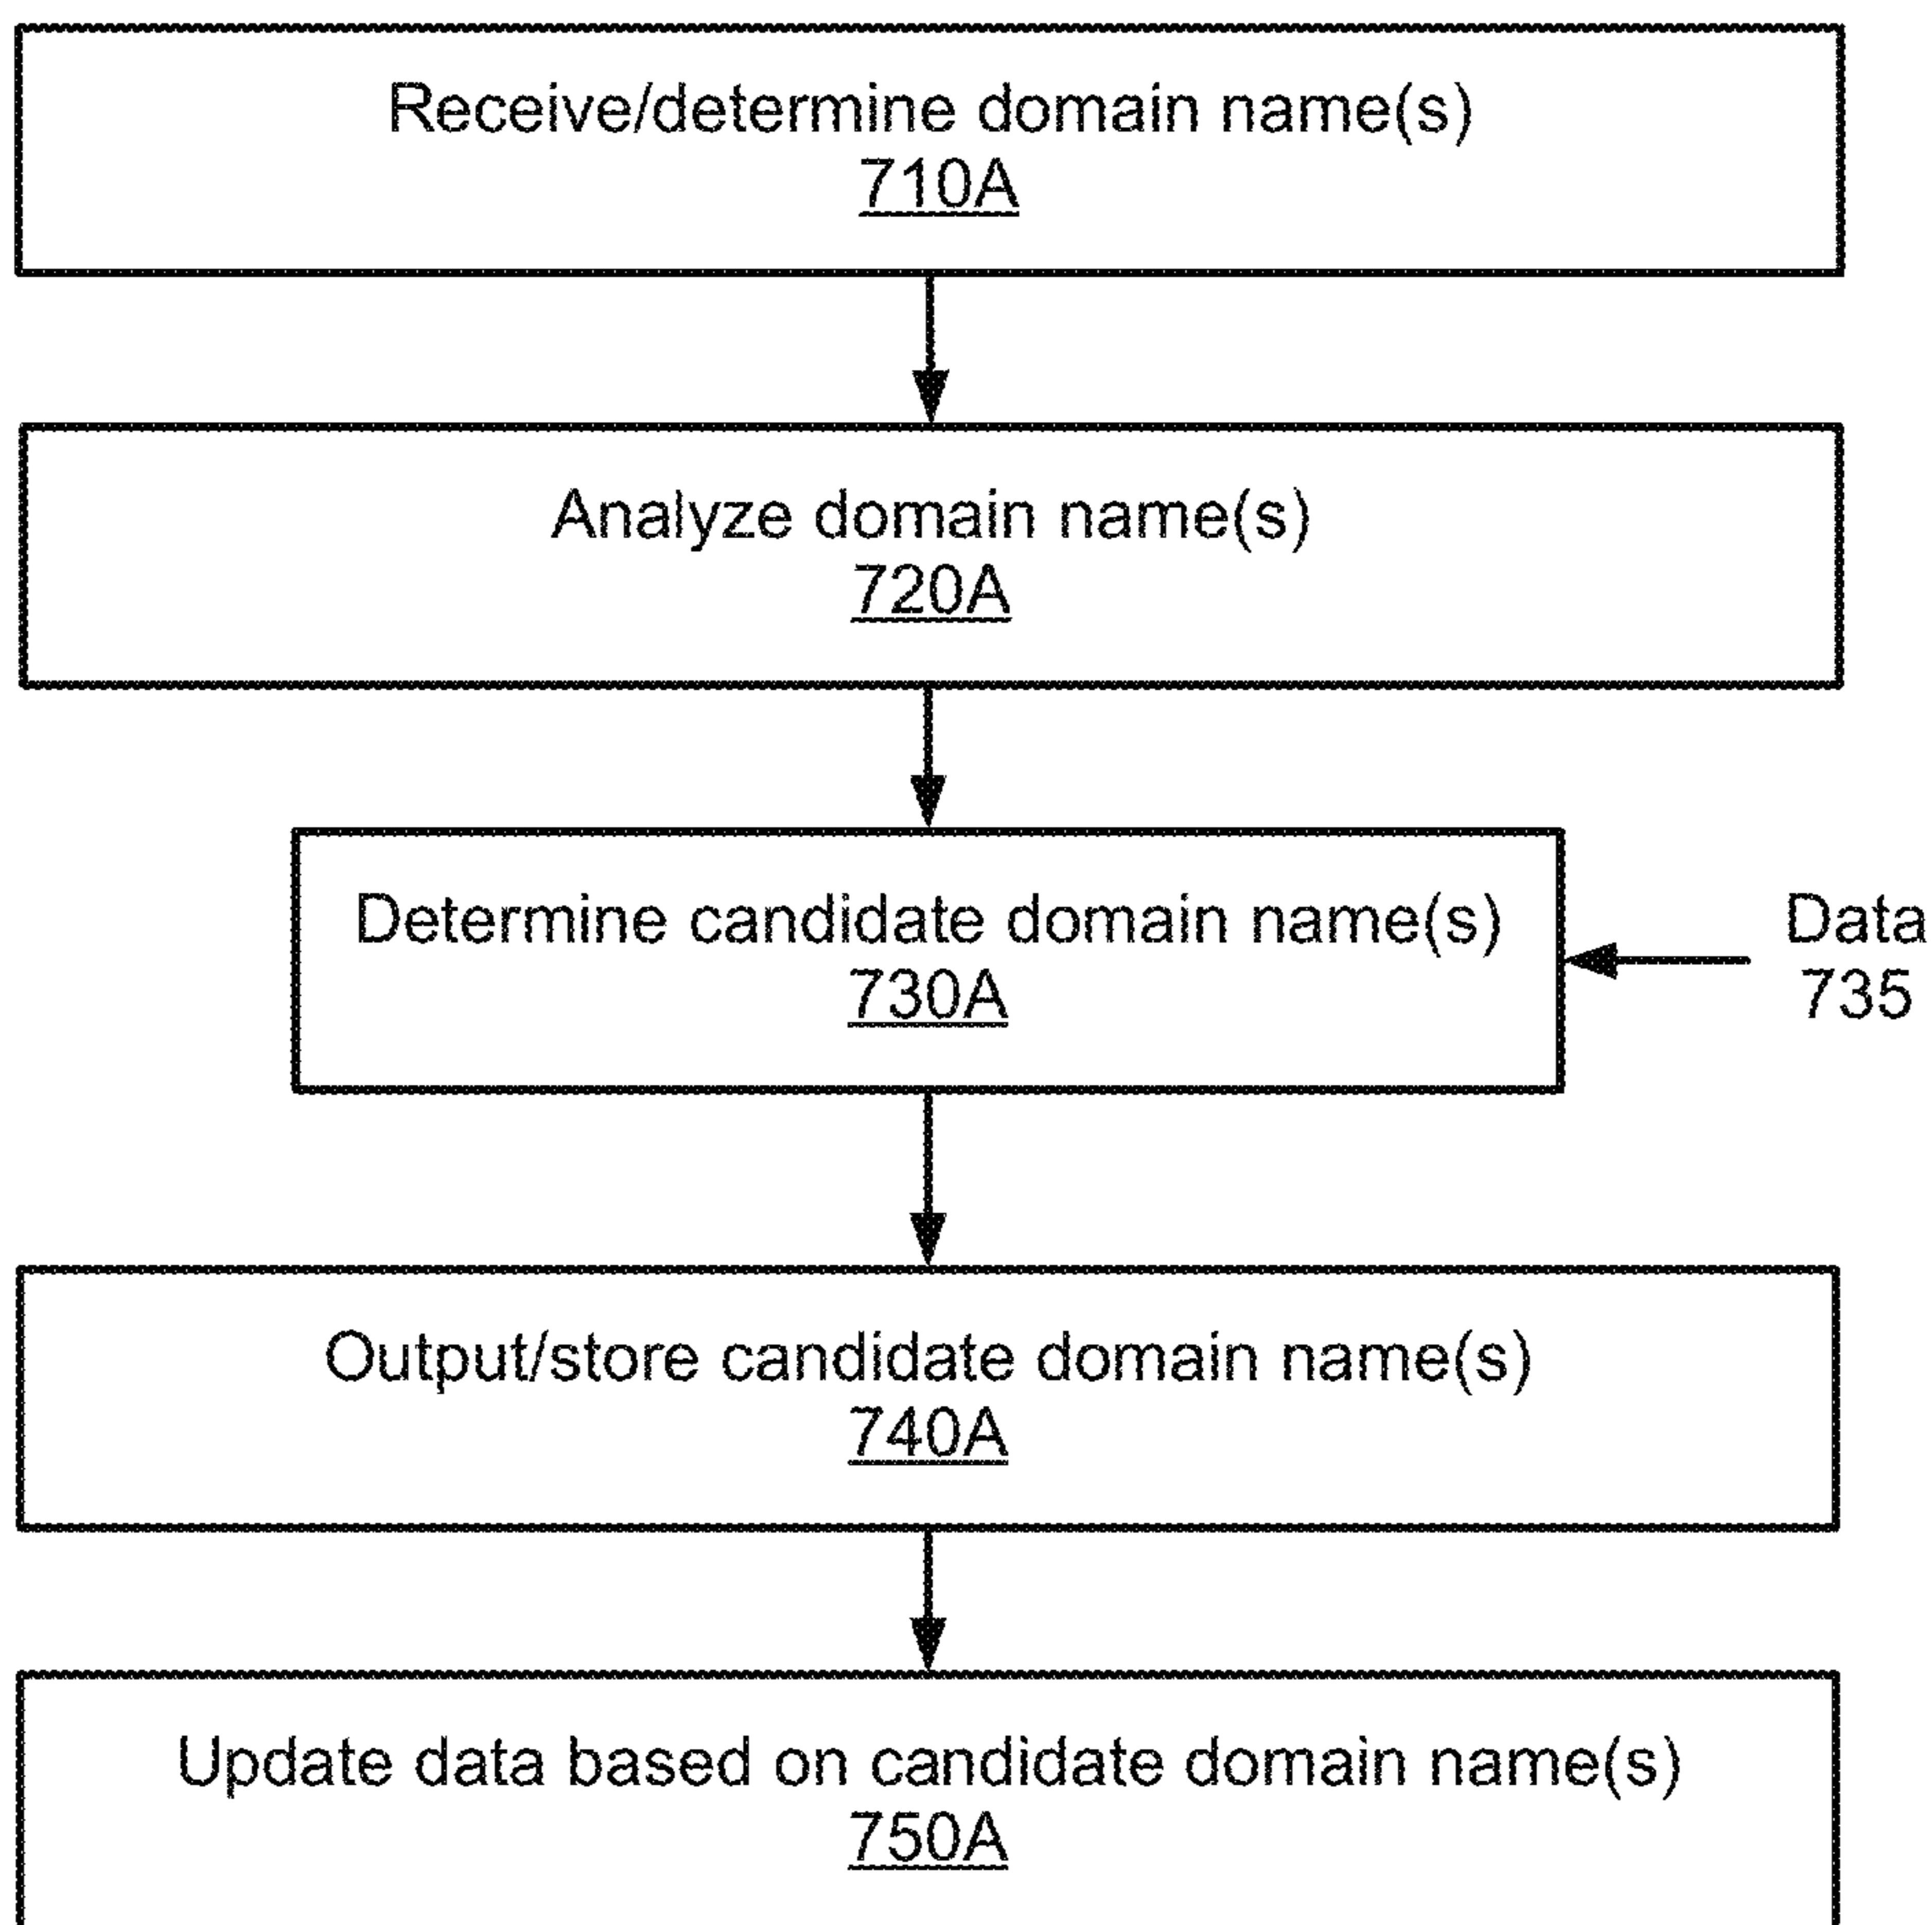 Receive/determine domain name(s)
710A
Analyze domain name(s)
720A
Determine candidate domain name(s)
730A
Data
735
Output/store candidate domain name(s)
740A
Update data based on candidate domain name(s)
750A